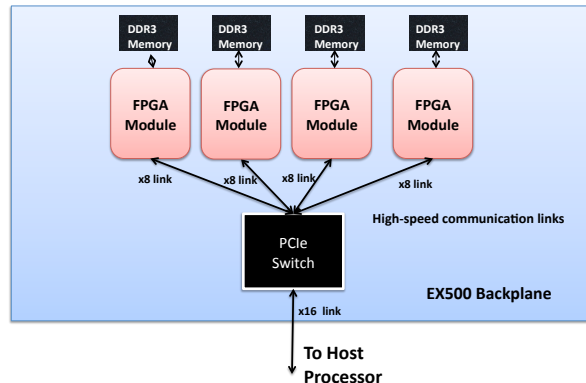 DDR3
Memory
DDR3
Memory
DDR3
Memory
DDR3
Memory
FPGA
Module
FPGA
Module
FPGA
Module
FPGA
Module
x8 link
x8 link
x8 link
x8 link
High-speed communication links
PCIe
Switch
EX500 Backplane
x16 link
To Host
Processor